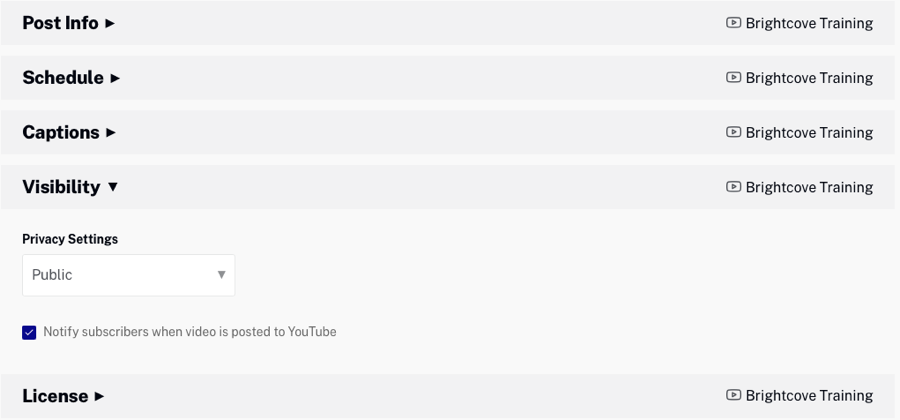 Post Info ▶ Brightcove Training
Schedule ▶ Brightcove Training
Captions ▶ Brightcove Training
Visibility ▼ Brightcove Training
Privacy Settings
Public ▼
Notify subscribers when video is posted to YouTube
License ▶ Brightcove Training